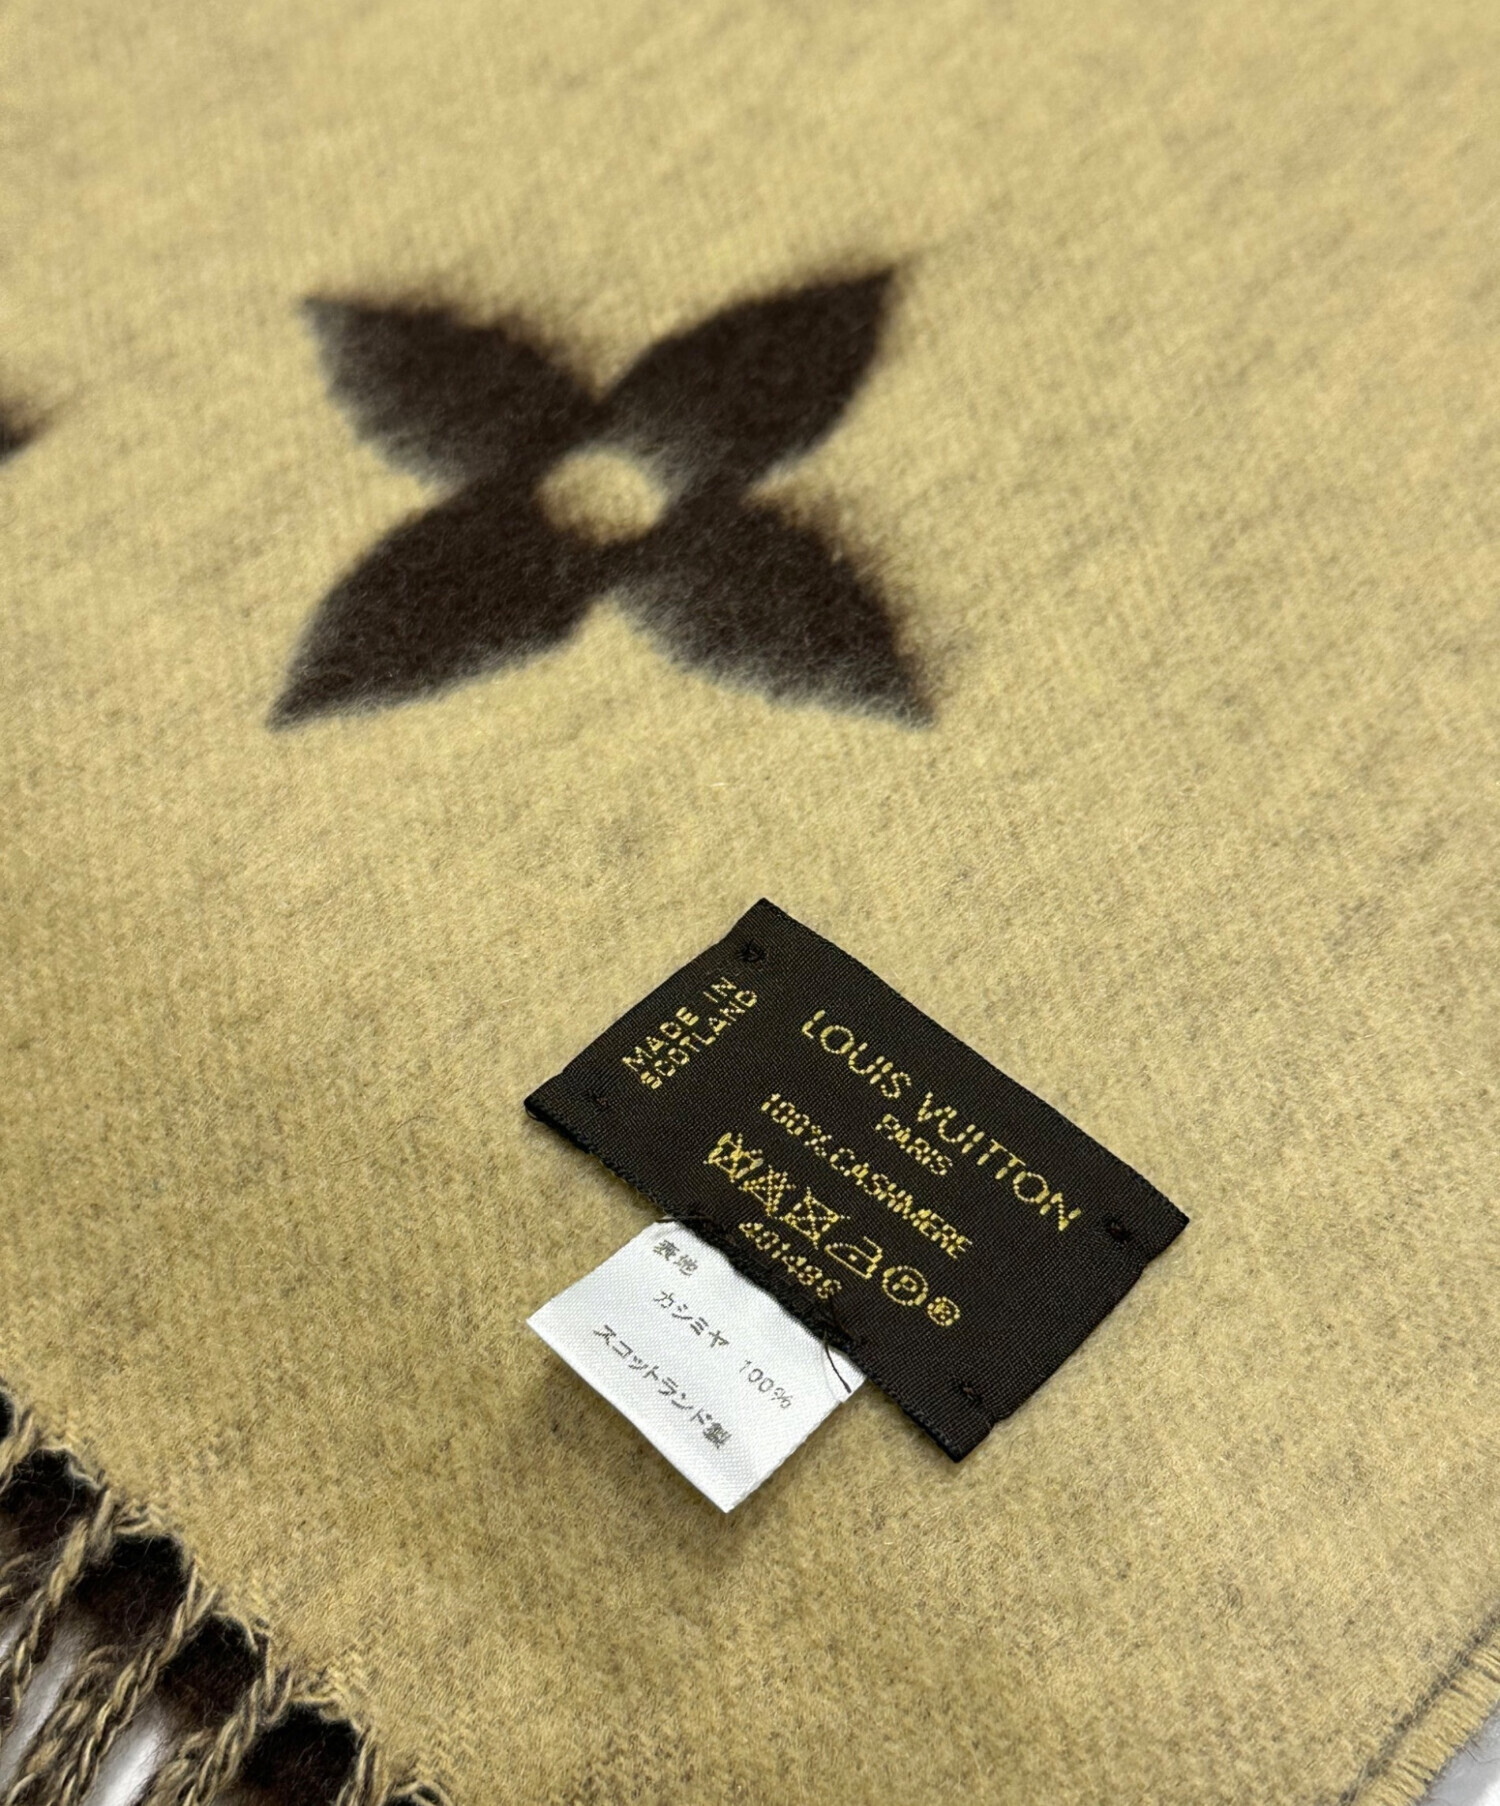 MADE IN
SCOTLAND
LOUIS VUITTON
PARIS
100% CASHMERE
401486
表地
カシミヤ 100%
スコットランド製